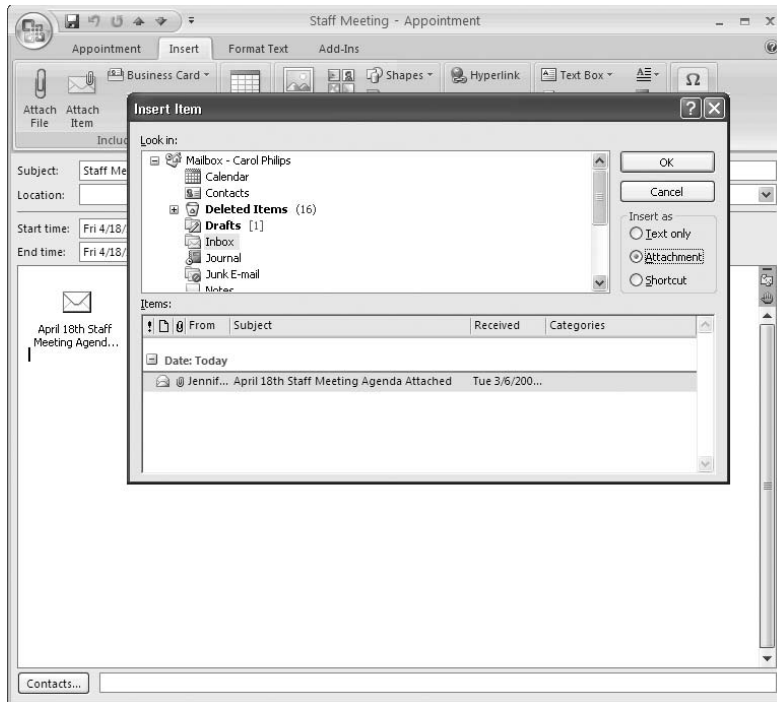 Staff Meeting - Appointment
Appointment Insert Format Text Add-Ins
Business Card Shapes Hyperlink Text Box Ω
Attach File Attach Item
Insert Item
Look in:
Mailbox - Carol Philips
Calendar
Contacts
Deleted Items (16)
Drafts [1]
Inbox
Journal
Junk E-mail
Notes
OK
Cancel
Insert as
Text only
Attachment
Shortcut
Subject: Staff Me
Location:
Start time: Fri 4/18/
End time: Fri 4/18/
April 18th Staff
Meeting Agend...
Items:
From Subject Received Categories
Date: Today
Jennif... April 18th Staff Meeting Agenda Attached Tue 3/6/200...
Contacts...